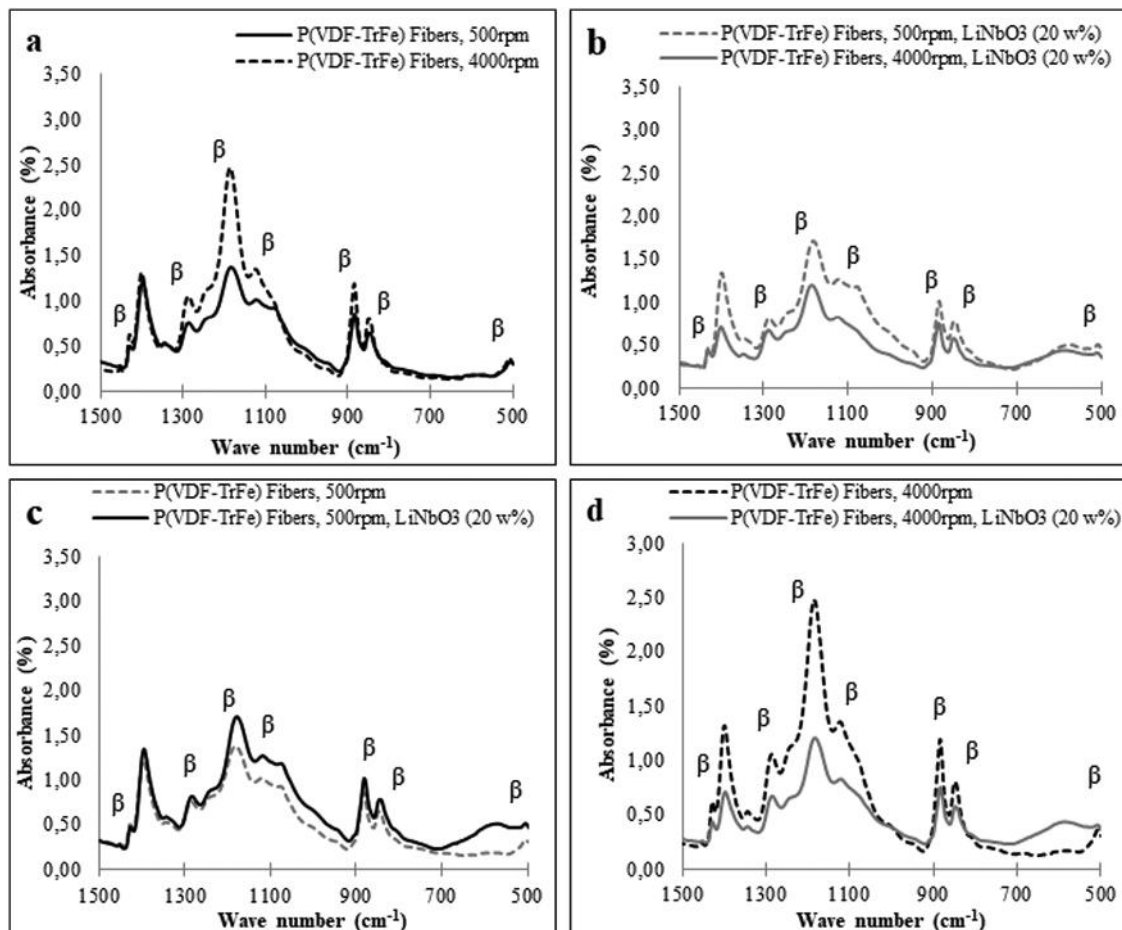 a
P(VDF-TrFe) Fibers, 500rpm
P(VDF-TrFe) Fibers, 4000rpm
3,50
3,00
2,50
2,00
1,50
1,00
0,50
0,00
Absorbance (%)
β
β
β
β
β
β
β
1500 1300 1100 900 700 500
Wave number (cm-1)
b
P(VDF-TrFe) Fibers, 500rpm, LiNbO3 (20 w%)
P(VDF-TrFe) Fibers, 4000rpm, LiNbO3 (20 w%)
3,50
3,00
2,50
2,00
1,50
1,00
0,50
0,00
Absorbance (%)
β
β
β
β
β
β
β
1500 1300 1100 900 700 500
Wave number (cm-1)
c
P(VDF-TrFe) Fibers, 500rpm
P(VDF-TrFe) Fibers, 500rpm, LiNbO3 (20 w%)
3,50
3,00
2,50
2,00
1,50
1,00
0,50
0,00
Absorbance (%)
β
β
β
β
β
β
β
1500 1300 1100 900 700 500
Wave number (cm-1)
d
P(VDF-TrFe) Fibers, 4000rpm
P(VDF-TrFe) Fibers, 4000rpm, LiNbO3 (20 w%)
3,00
2,50
2,00
1,50
1,00
0,50
0,00
Absorbance (%)
β
β
β
β
β
β
β
1500 1300 1100 900 700 500
Wave number (cm-1)